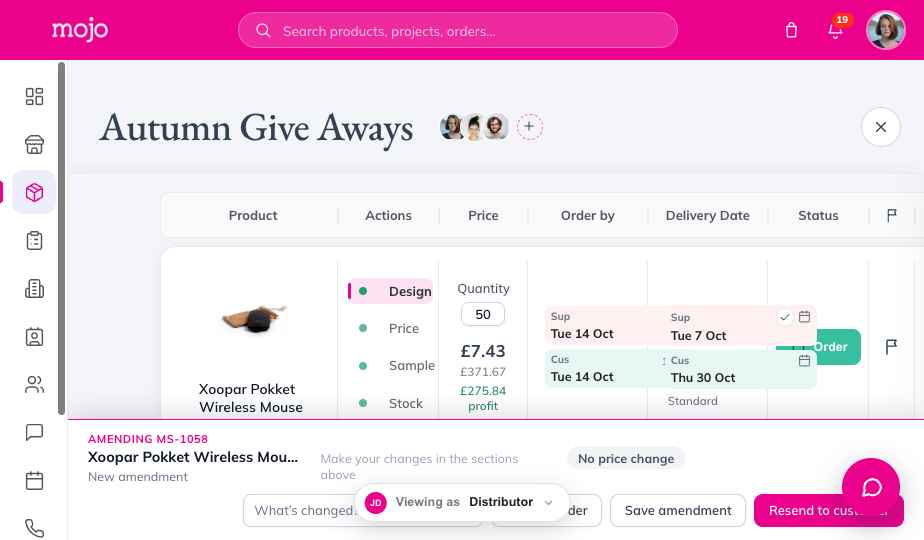 mojo
Search products, projects, orders...
19
Autumn Give Aways
+
Product Actions Price Order by Delivery Date Status
Design
Price
Sample
Stock
Quantity
50
£7.43
£371.67
£275.84
profit
Sup
Tue 14 Oct
Sup
Tue 7 Oct
Cus
Tue 14 Oct
Cus
Thu 30 Oct
Standard
Order
Xoopar Pokket
Wireless Mouse
AMENDING MS-1058
Xoopar Pokket Wireless Mou...
New amendment
Make your changes in the sections
above
No price change
What's changed
JD Viewing as Distributor
Save amendment
Resend to